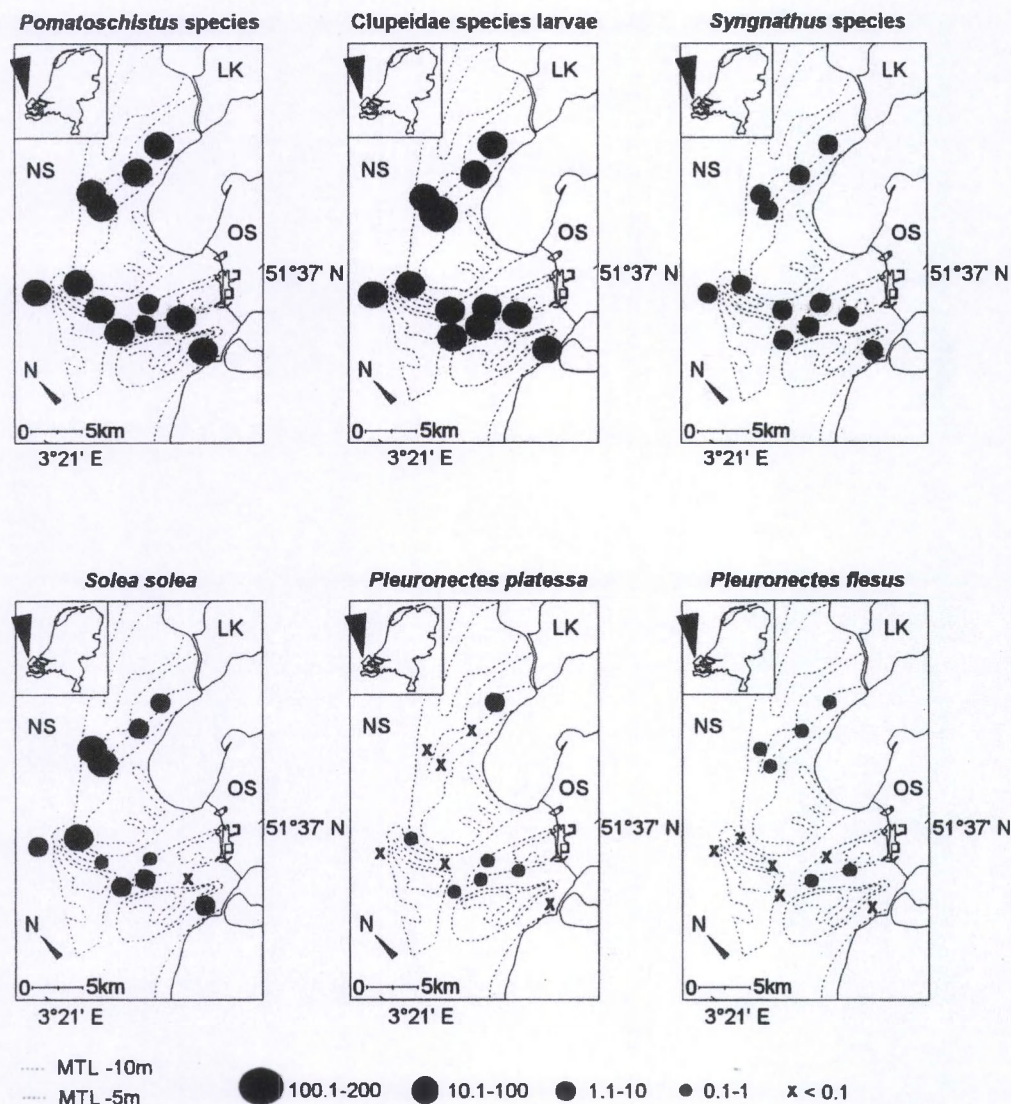 Pomatoschistus species
Clupeidae species larvae
Syngnathus species
LK
NS
OS
N
0 5km
3°21' E
LK
NS
OS
51°37' N
N
0 5km
3°21' E
LK
NS
OS
51°37' N
N
0 5km
3°21' E
51°37' N
Solea solea
Pleuronectes platessa
Pleuronectes flesus
LK
NS
OS
N
0 5km
3°21' E
LK
NS
OS
51°37' N
N
0 5km
3°21' E
LK
NS
OS
51°37' N
N
0 5km
3°21' E
51°37' N
MTL -10m
MTL -5m
100.1-200 10.1-100 1.1-10 0.1-1 x < 0.1